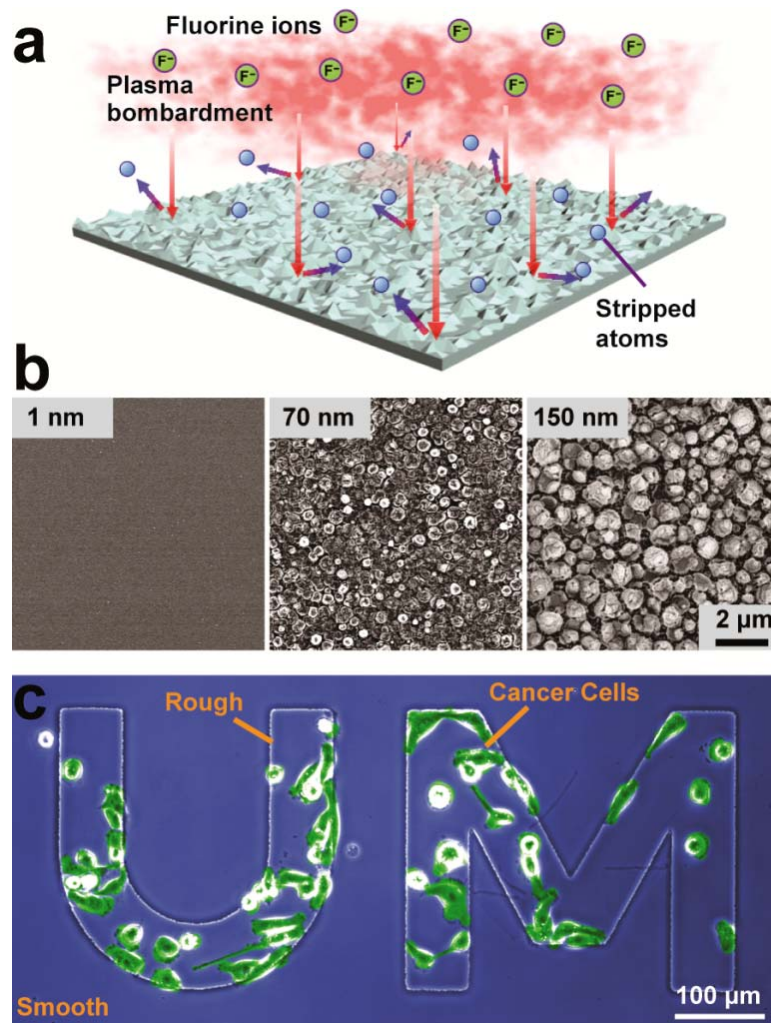 a
Fluorine ions
F⁻
F⁻
F⁻
F⁻
F⁻
F⁻
F⁻
F⁻
F⁻
F⁻
Plasma
bombardment
Stripped
atoms
b
1 nm
70 nm
150 nm
2 µm
c
Rough
Cancer Cells
Smooth
100 µm